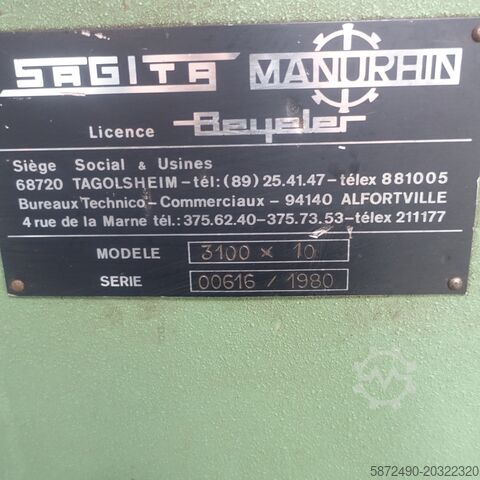 SAGITA MANURHIN
Licence Beyeler
Siège Social & Usines
68720 TAGOLSHEIM - tél: (89) 25.41.47 - télex 881005
Bureaux Technico - Commerciaux - 94140 ALFORTVILLE
4 rue de la Marne tél.: 375.62.40 - 375.73.53 - télex 211177
MODELE 3100 x 10
SERIE 00616 / 1980
5872490-20322320